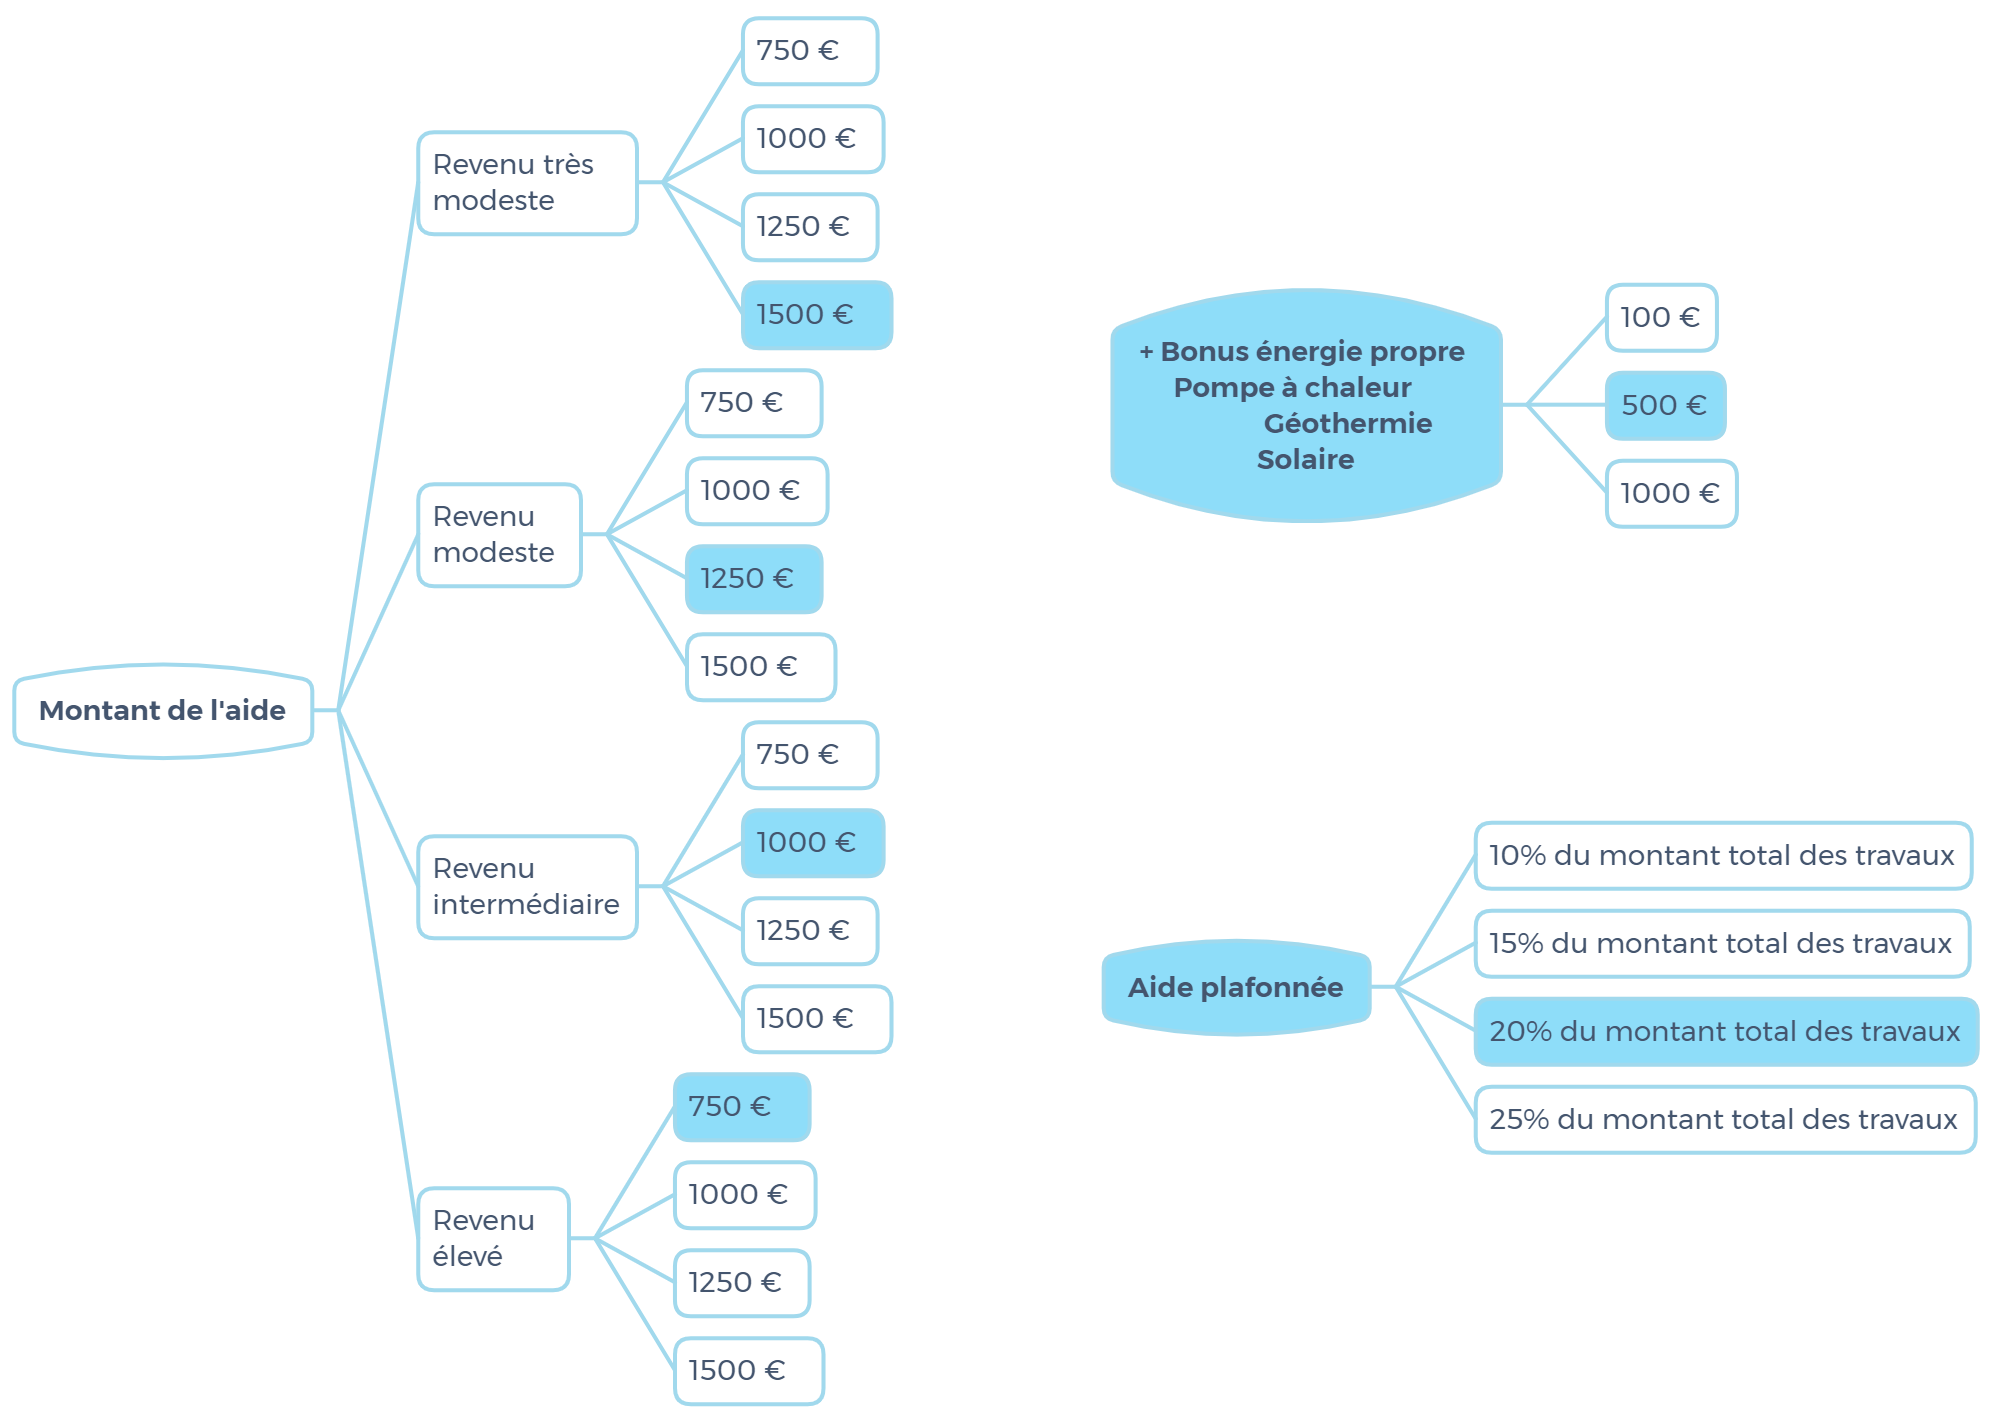 Montant de l'aide
Revenu très
modeste
750 €
1000 €
1250 €
1500 €
Revenu
modeste
750 €
1000 €
1250 €
1500 €
Revenu
intermédiaire
750 €
1000 €
1250 €
1500 €
Revenu
élevé
750 €
1000 €
1250 €
1500 €
+ Bonus énergie propre
Pompe à chaleur
Géothermie
Solaire
100 €
500 €
1000 €
Aide plafonnée
10% du montant total des travaux
15% du montant total des travaux
20% du montant total des travaux
25% du montant total des travaux